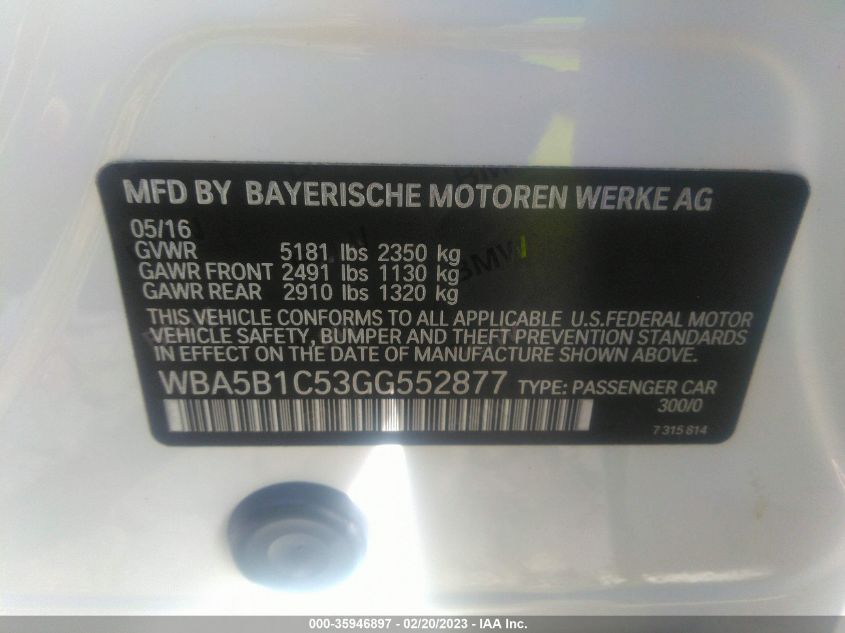 MFD BY BAYERISCHE MOTOREN WERKE AG
05/16
GVWR 5181 lbs 2350 kg
GAWR FRONT 2491 lbs 1130 kg
GAWR REAR 2910 lbs 1320 kg
THIS VEHICLE CONFORMS TO ALL APPLICABLE U.S.FEDERAL MOTOR
VEHICLE SAFETY, BUMPER AND THEFT PREVENTION STANDARDS
IN EFFECT ON THE DATE OF MANUFACTURE SHOWN ABOVE.
WBA5B1C53GG552877 TYPE: PASSENGER CAR
300/0
7 315 814
BMW
000-35946897 - 02/20/2023 - IAA Inc.